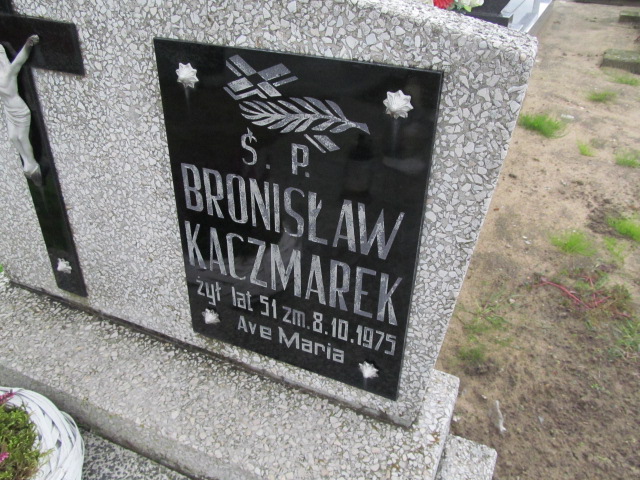 Ś. P.
BRONISŁAW
KACZMAREK
żył lat 51 zm. 8.10.1975
Ave Maria